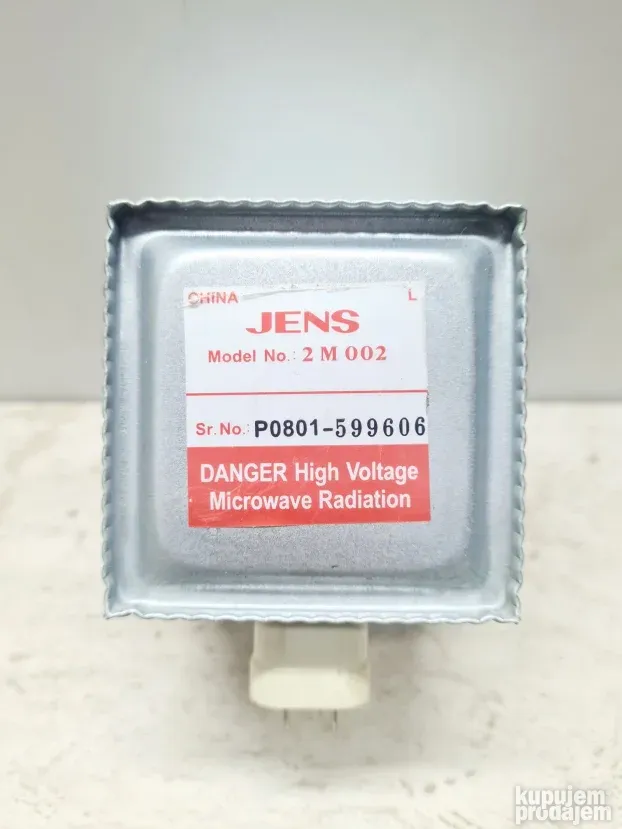 CHINA L
JENS
Model No.: 2 M 002
Sr. No.: P0801-599606
DANGER High Voltage
Microwave Radiation
kupujem
prodajem